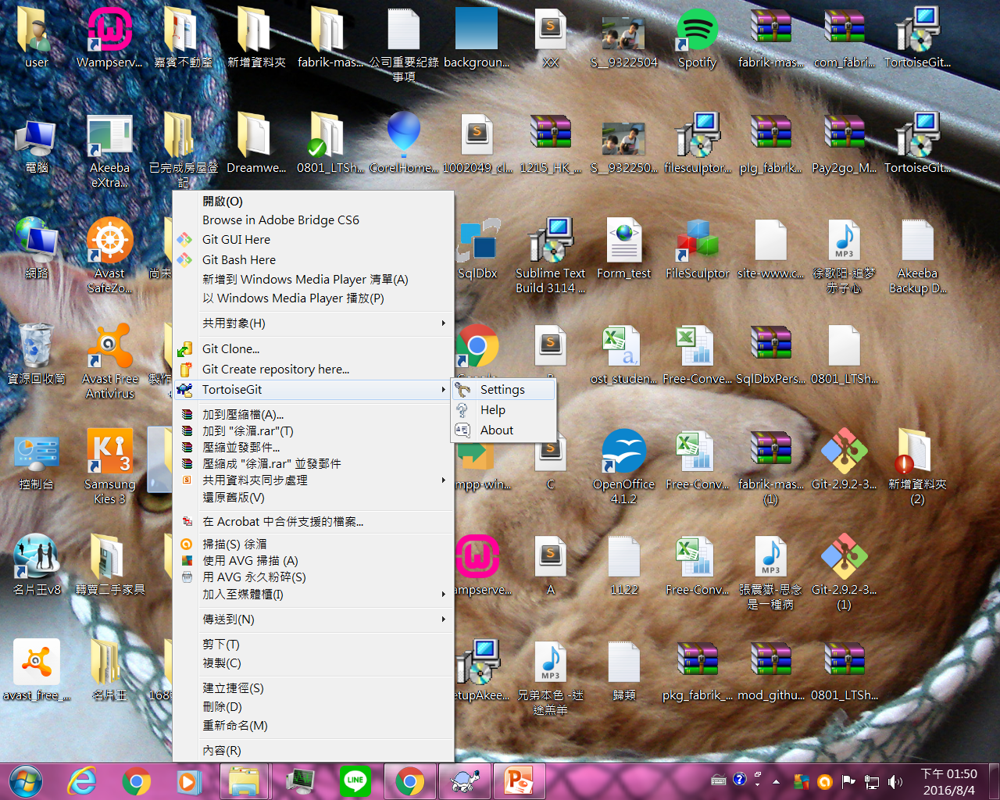 user
Wampserv...
嘉賓不動產
新增資料夾
fabrik-mas...
公司重要紀錄
事項
backgroun...
XX
S__9322504
Spotify
fabrik-mas...
com_fabri...
TortoiseGit...
電腦
Akeeba
eXtra...
已完成房屋登
記
Dreamwe...
0801_LTSh...
CorelHome...
1002049_cl...
1215_HK_...
S__932250...
filesculptor...
plg_fabrik...
Pay2go_M...
TortoiseGit...
網路
Avast
SafeZo...
尚未
SqlDbx
Sublime Text
Build 3114 ...
Form_test
FileSculptor
site-www.c...
徐歌阳-追梦
赤子心
Akeeba
Backup D...
資源回收筒
Avast Free
Antivirus
製作
ost_studen...
Free-Conve...
SqlDbxPers...
0801_LTSh...
控制台
Samsung
Kies 3
mpp-win...
C
OpenOffice
4.1.2
Free-Conv...
fabrik-mas...
(1)
Git-2.9.2-3...
新增資料夾
(2)
名片王v8
轉賣二手家具
ampserve...
A
1122
Free-Conv...
張震嶽-思念
是一種病
Git-2.9.2-3...
(1)
avast_free_...
名片王
168
etupAkee...
兄弟本色 -迷
途羔羊
歸類
pkg_fabrik_...
mod_githu...
0801_LTSh...
開啟(O)
Browse in Adobe Bridge CS6
Git GUI Here
Git Bash Here
新增到 Windows Media Player 清單(A)
以 Windows Media Player 播放(P)
共用對象(H)
Git Clone...
Git Create repository here...
TortoiseGit
Settings
Help
About
加到壓縮檔(A)...
加到 "徐湄.rar"(T)
壓縮並發郵件...
壓縮成 "徐湄.rar" 並發郵件
共用資料夾同步處理
還原舊版(V)
在 Acrobat 中合併支援的檔案...
掃描(S) 徐湄
使用 AVG 掃描 (A)
用 AVG 永久粉碎(S)
加入至媒體櫃(I)
傳送到(N)
剪下(T)
複製(C)
建立捷徑(S)
刪除(D)
重新命名(M)
內容(R)
LINE
下午 01:50
2016/8/4